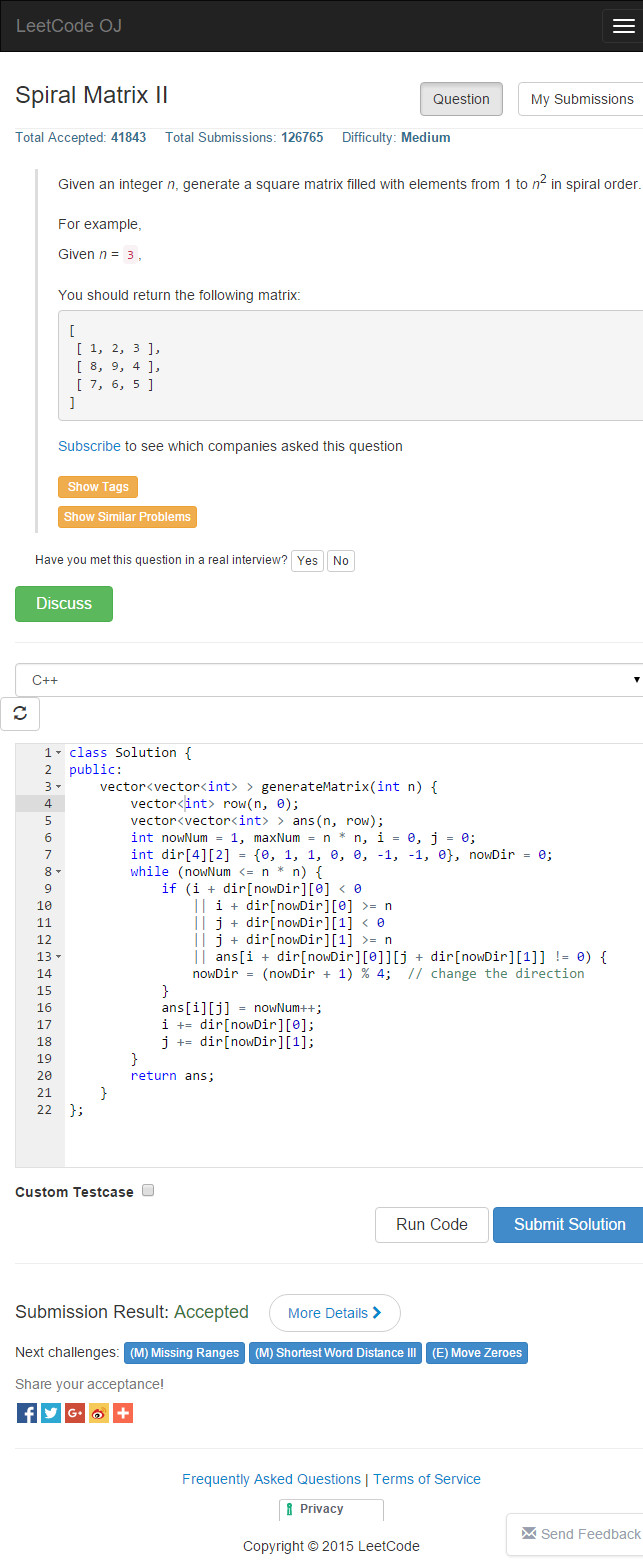 LeetCode OJ
Spiral Matrix II
Question
My Submissions
Total Accepted: 41843 Total Submissions: 126765 Difficulty: Medium
Given an integer n, generate a square matrix filled with elements from 1 to n2 in spiral order.
For example,
Given n = 3,
You should return the following matrix:
[
[ 1, 2, 3 ],
[ 8, 9, 4 ],
[ 7, 6, 5 ]
]
Subscribe to see which companies asked this question
Show Tags
Show Similar Problems
Have you met this question in a real interview? Yes No
Discuss
C++
1 class Solution {
2 public:
3     vector<vector<int> > generateMatrix(int n) {
4         vector<int> row(n, 0);
5         vector<vector<int> > ans(n, row);
6         int nowNum = 1, maxNum = n * n, i = 0, j = 0;
7         int dir[4][2] = {0, 1, 1, 0, 0, -1, -1, 0}, nowDir = 0;
8         while (nowNum <= n * n) {
9             if (i + dir[nowDir][0] < 0
10                 || i + dir[nowDir][0] >= n
11                 || j + dir[nowDir][1] < 0
12                 || j + dir[nowDir][1] >= n
13                 || ans[i + dir[nowDir][0]][j + dir[nowDir][1]] != 0) {
14                 nowDir = (nowDir + 1) % 4;  // change the direction
15             }
16             ans[i][j] = nowNum++;
17             i += dir[nowDir][0];
18             j += dir[nowDir][1];
19         }
20         return ans;
21     }
22 };
Custom Testcase
Run Code
Submit Solution
Submission Result: Accepted
More Details
Next challenges: (M) Missing Ranges (M) Shortest Word Distance III (E) Move Zeroes
Share your acceptance!
Frequently Asked Questions | Terms of Service
Privacy
Send Feedback
Copyright © 2015 LeetCode